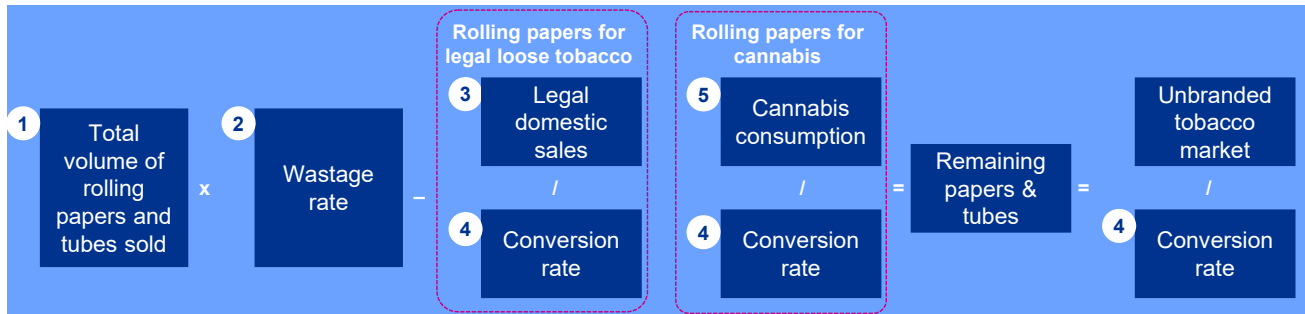 1
Total
volume of
rolling
papers and
tubes sold
x
2
Wastage
rate
–
Rolling papers for
legal loose tobacco
3
Legal
domestic
sales
/
4
Conversion
rate
Rolling papers for
cannabis
5
Cannabis
consumption
/
4
Conversion
rate
=
Remaining
papers &
tubes
=
Unbranded
tobacco
market
/
4
Conversion
rate